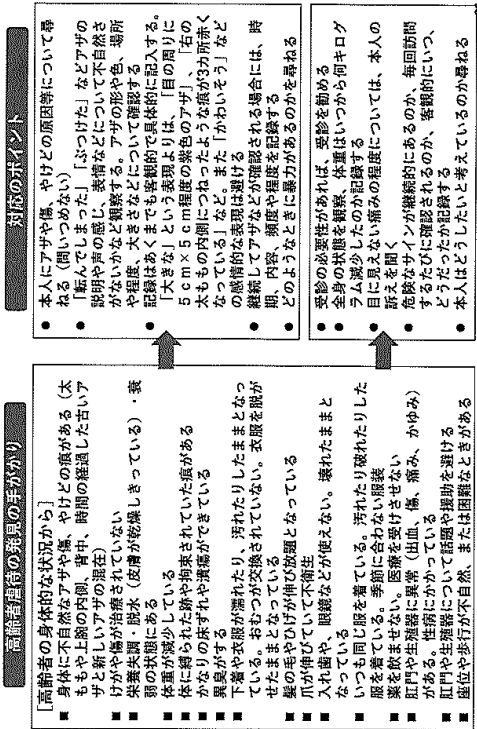 高齢者虐待の発見の手がかり
[高齢者の身体的な状況から]
■ 身体に不自然なアザや傷、やけどの痕がある（太
ももや上腕の内側、背中、時間の経過した古いア
ザと新しいアザの混在）
■ けがや傷が治療されていない
■ 栄養失調・脱水（皮膚が乾燥しきっている）・衰
弱の状態にある
■ 体重が減少している
■ 体に縛られた跡や拘束されていた痕がある
■ かなりの床ずれや潰瘍ができている
■ 異臭がする
■ 下着や衣服が濡れたり、汚れたりしたままとなっ
ている。おむつが交換されていない。衣服を脱が
せたままとなっている
■ 髪の毛やひげが伸び放題となっている
■ 爪が伸びていて不衛生
■ 入れ歯や、眼鏡などが使えない。壊れたままと
なっている
■ いつも同じ服を着ている。汚れたり破れたりした
服を着ている。季節に合わない服装
■ 薬を飲ませない。医療を受けさせない
■ 肛門や生殖器に異常（出血、傷、痛み、かゆみ）
がある。性病にかかっている
■ 肛門や生殖器について話題や援助を避ける
■ 座位や歩行が不自然、または困難なときがある
対応のポイント
● 本人にアザや傷、やけどの原因等について尋
ねる（問いつめない）
● 「転んでしまった」「ぶつけた」などアザの
説明や声の感じ、表情などについて不自然さ
がないかなど観察する。アザの形や色、場所
や程度、大きさなどについて確認する
● 記録はあくまでも客観的で具体的に記入する。
「大きな」という表現よりは、「目の周りに
5cm×5cm程度の紫色のアザ」、「右の
太ももの内側につねったような痕が3カ所赤く
なっている」など。また「かわいそう」など
の感情的な表現は避ける
● 継続してアザなどが確認される場合には、時
期、内容、頻度や程度を記録する
● どのようなときに暴力があるのかを尋ねる
● 受診の必要性があれば、受診を勧める
● 全身の状態を観察、体重はいつから何キログ
ラム減少したのか記録する
● 目に見えない痛みの程度については、本人の
訴えを聞く
● 危険なサインが継続的にあるのか、毎回訪問
するたびに確認されるのか、客観的にいつ、
どうだったか記録する
● 本人はどうしたいと考えているのか尋ねる